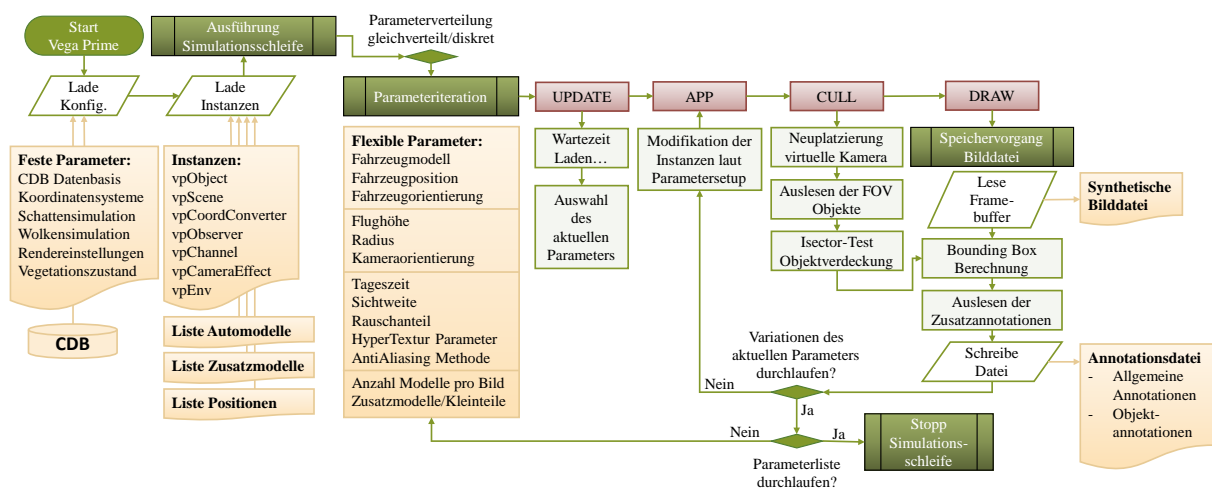 Start
Vega Prime
Ausführung
Simulationsschleife
Parameterverteilung
gleichverteilt/diskret
Lade
Konfig.
Lade
Instanzen
Parameteriteration
UPDATE
APP
CULL
DRAW
Feste Parameter:
CDB Datenbasis
Koordinatensysteme
Schattensimulation
Wolkensimulation
Rendereinstellungen
Vegetationszustand
CDB
Instanzen:
vpObject
vpScene
vpCoordConverter
vpObserver
vpChannel
vpCameraEffect
vpEnv
Liste Automodelle
Liste Zusatzmodelle
Liste Positionen
Flexible Parameter:
Fahrzeugmodell
Fahrzeugposition
Fahrzeugorientierung
Flughöhe
Radius
Kameraorientierung
Tageszeit
Sichtweite
Rauschanteil
HyperTextur Parameter
AntiAliasing Methode
Anzahl Modelle pro Bild
Zusatzmodelle/Kleinteile
Wartezeit
Laden…
Auswahl
des
aktuellen
Parameters
Modifikation der
Instanzen laut
Parametersetup
Neuplatzierung
virtuelle Kamera
Auslesen der FOV
Objekte
Isector-Test
Objektverdeckung
Speichervorgang
Bilddatei
Lese
Frame-
buffer
Synthetische
Bilddatei
Bounding Box
Berechnung
Auslesen der
Zusatzannotationen
Schreibe
Datei
Annotationsdatei
- Allgemeine
Annotationen
- Objekt-
annotationen
Variationen des
aktuellen Parameters
durchlaufen?
Nein
Ja
Nein
Ja
Parameterliste
durchlaufen?
Stopp
Simulations-
schleife